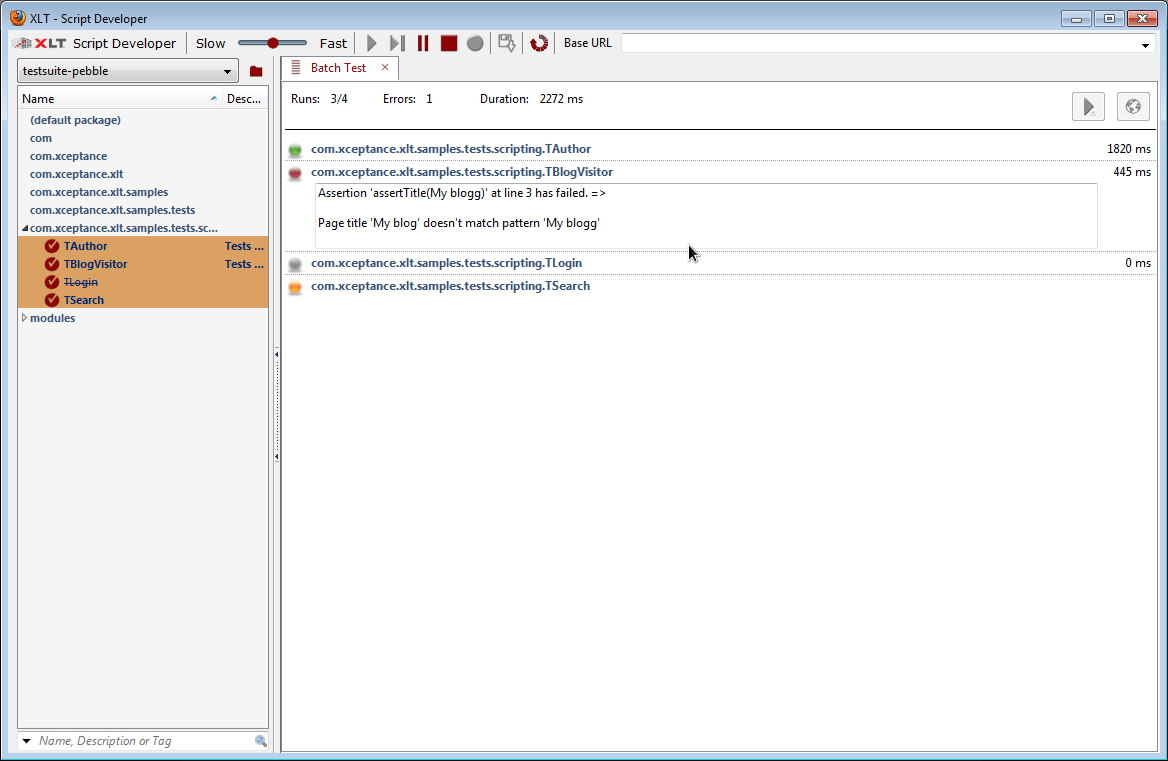 XLT - Script Developer
XLT Script Developer Slow Fast Base URL
testsuite-pebble
Name Desc...
(default package)
com
com.xceptance
com.xceptance.xlt
com.xceptance.xlt.samples
com.xceptance.xlt.samples.tests
com.xceptance.xlt.samples.tests.sc...
TAuthor Tests ...
TBlogVisitor Tests ...
TLogin
TSearch
modules
Name, Description or Tag
Batch Test
Runs: 3/4 Errors: 1 Duration: 2272 ms
com.xceptance.xlt.samples.tests.scripting.TAuthor 1820 ms
com.xceptance.xlt.samples.tests.scripting.TBlogVisitor 445 ms
Assertion 'assertTitle(My blogg)' at line 3 has failed. =>
Page title 'My blog' doesn't match pattern 'My blogg'
com.xceptance.xlt.samples.tests.scripting.TLogin 0 ms
com.xceptance.xlt.samples.tests.scripting.TSearch